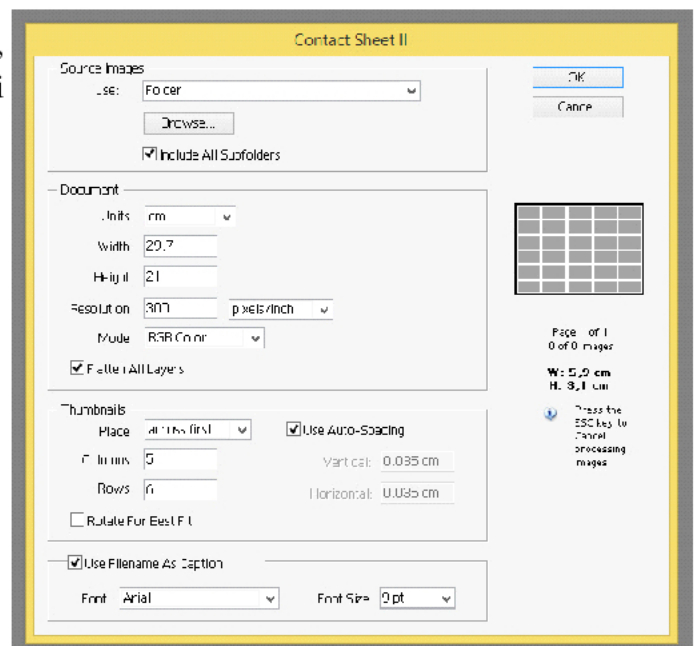 Contact Sheet II
Source Images
Use: Folder
Browse...
Include All Subfolders
OK
Cancel
Document
Units cm
Width 29.7
Height 21
Resolution 300 pixels/inch
Mode RGB Color
Flatten All Layers
Page of 1
0 of 0 images
W: 5,9 cm
H:
Press the
ESC key to
Cancel
processing
images
Thumbnails
Place across first
Use Auto-Spacing
Columns 5
Vertical: 0.035 cm
Rows 6
Horizontal: 0.035 cm
Rotate For Best Fit
Use Filename As Caption
Font Arial
Font Size 9 pt